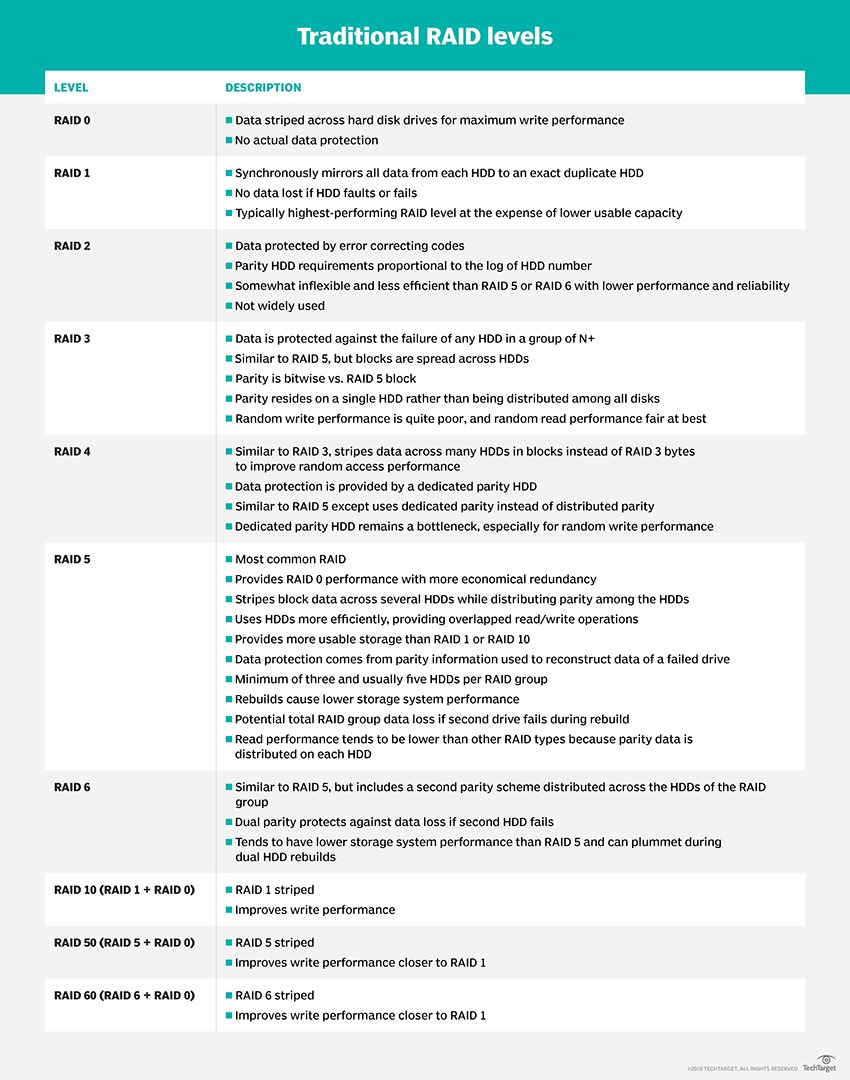 Traditional RAID levels
LEVEL DESCRIPTION
RAID 0
Data striped across hard disk drives for maximum write performance
No actual data protection
RAID 1
Synchronously mirrors all data from each HDD to an exact duplicate HDD
No data lost if HDD faults or fails
Typically highest-performing RAID level at the expense of lower usable capacity
RAID 2
Data protected by error correcting codes
Parity HDD requirements proportional to the log of HDD number
Somewhat inflexible and less efficient than RAID 5 or RAID 6 with lower performance and reliability
Not widely used
RAID 3
Data is protected against the failure of any HDD in a group of N+
Similar to RAID 5, but blocks are spread across HDDs
Parity is bitwise vs. RAID 5 block
Parity resides on a single HDD rather than being distributed among all disks
Random write performance is quite poor, and random read performance fair at best
RAID 4
Similar to RAID 3, stripes data across many HDDs in blocks instead of RAID 3 bytes
to improve random access performance
Data protection is provided by a dedicated parity HDD
Similar to RAID 5 except uses dedicated parity instead of distributed parity
Dedicated parity HDD remains a bottleneck, especially for random write performance
RAID 5
Most common RAID
Provides RAID 0 performance with more economical redundancy
Stripes block data across several HDDs while distributing parity among the HDDs
Uses HDDs more efficiently, providing overlapped read/write operations
Provides more usable storage than RAID 1 or RAID 10
Data protection comes from parity information used to reconstruct data of a failed drive
Minimum of three and usually five HDDs per RAID group
Rebuilds cause lower storage system performance
Potential total RAID group data loss if second drive fails during rebuild
Read performance tends to be lower than other RAID types because parity data is
distributed on each HDD
RAID 6
Similar to RAID 5, but includes a second parity scheme distributed across the HDDs of the RAID
group
Dual parity protects against data loss if second HDD fails
Tends to have lower storage system performance than RAID 5 and can plummet during
dual HDD rebuilds
RAID 10 (RAID 1 + RAID 0)
RAID 1 striped
Improves write performance
RAID 50 (RAID 5 + RAID 0)
RAID 5 striped
Improves write performance closer to RAID 1
RAID 60 (RAID 6 + RAID 0)
RAID 6 striped
Improves write performance closer to RAID 1
©2018 TECHTARGET. ALL RIGHTS RESERVED TechTarget